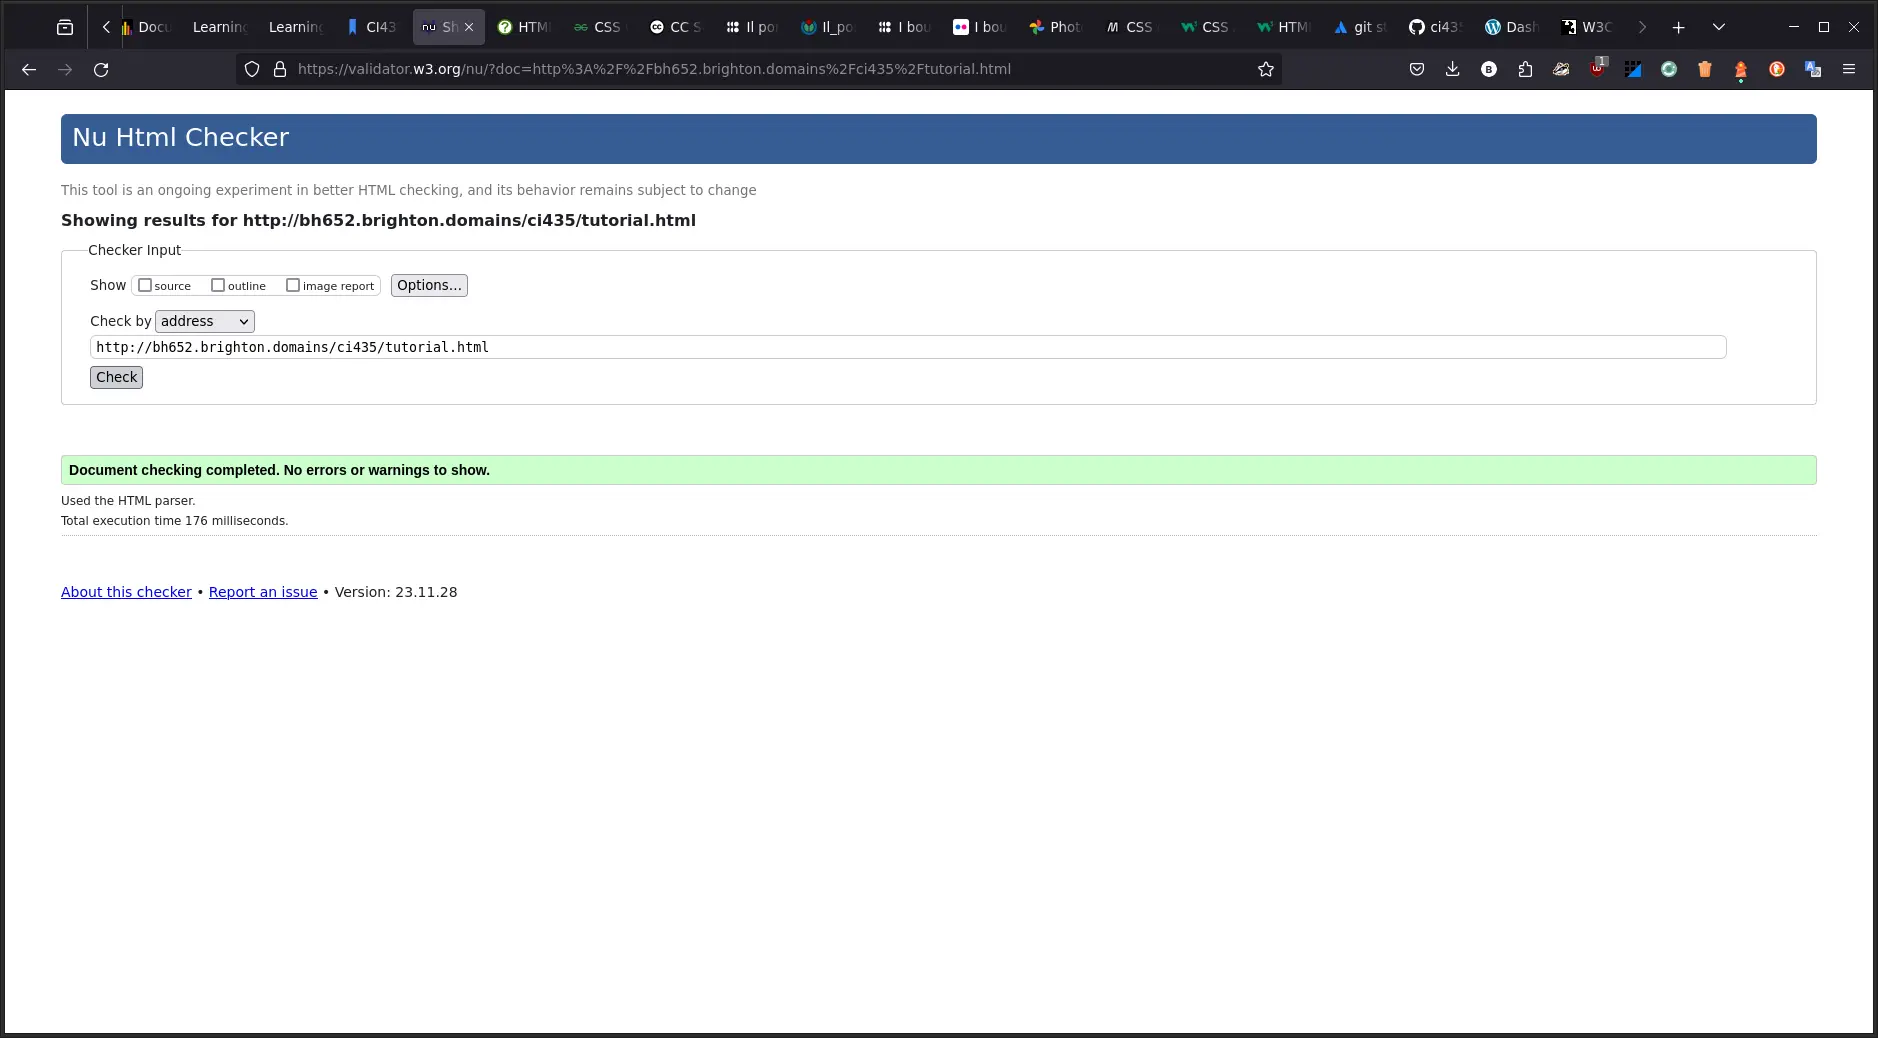 Docu
Learning
Learning
CI43
nu
Sh
HTM
CSS
CC S
Il po
Il_po
I bou
I bou
Phot
CSS
CSS
HTM
git s
ci43
Dash
W3C
https://validator.w3.org/nu/?doc=http%3A%2F%2Fbh652.brighton.domains%2Fci435%2Ftutorial.html
1
Nu Html Checker
This tool is an ongoing experiment in better HTML checking, and its behavior remains subject to change
Showing results for http://bh652.brighton.domains/ci435/tutorial.html
Checker Input
Show source outline image report Options...
Check by address
http://bh652.brighton.domains/ci435/tutorial.html
Check
Document checking completed. No errors or warnings to show.
Used the HTML parser.
Total execution time 176 milliseconds.
About this checker • Report an issue • Version: 23.11.28